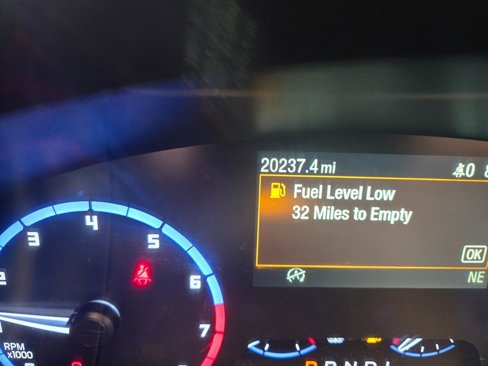 20237.4 mi
0
Fuel Level Low
32 Miles to Empty
OK
NE
3
4
5
6
7
RPM
x1000